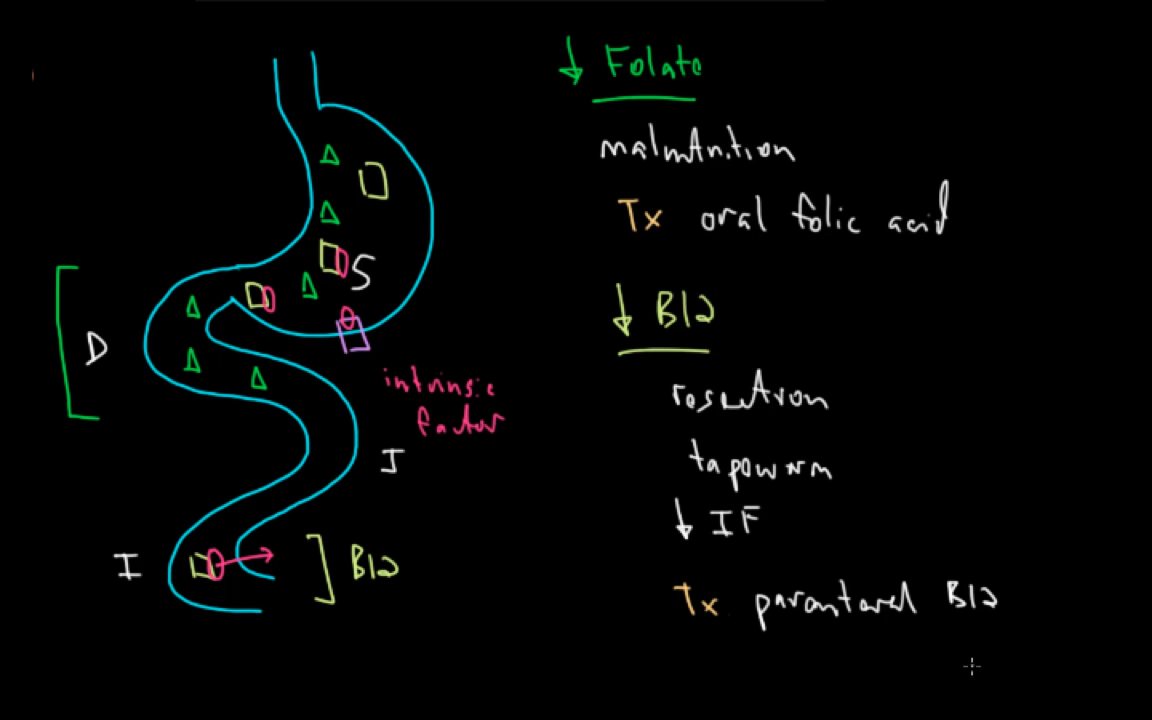 ↓ Folate
malnutrition
Tx oral folic acid
S
D
intrinsic
factor
J
I
] B12
↓ B12
resection
tapeworm
↓ IF
Tx parenteral B12